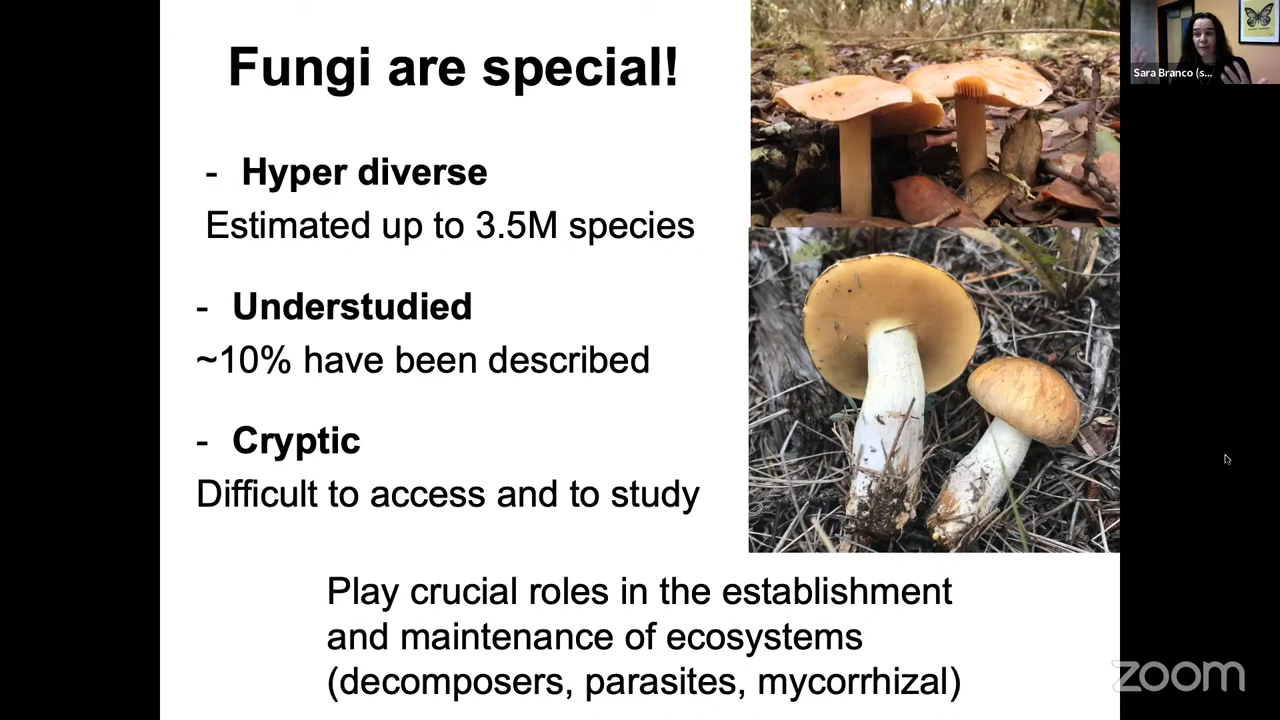 Fungi are special!
- Hyper diverse
Estimated up to 3.5M species
- Understudied
~10% have been described
- Cryptic
Difficult to access and to study
Play crucial roles in the establishment
and maintenance of ecosystems
(decomposers, parasites, mycorrhizal)
Sara Branco (s...
zoom